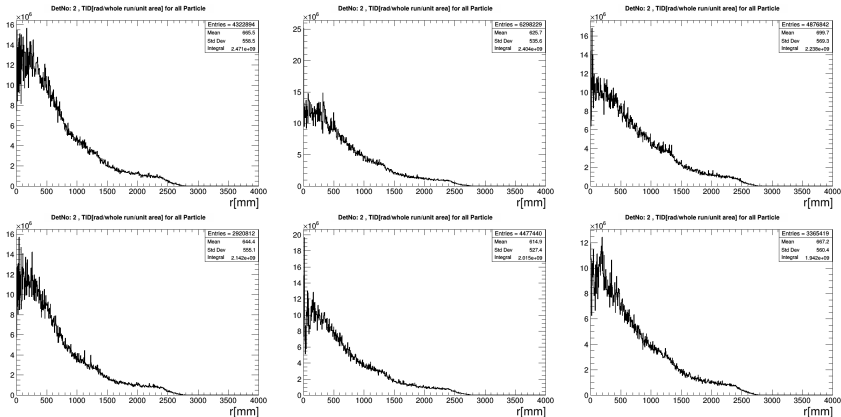 DetNo: 2 , TID[rad/whole run/unit area] for all Particle
×10⁶
Entries = 4322894
Mean 665.5
Std Dev 558.5
Integral 2.471e+09
16
14
12
10
8
6
4
2
0
0 500 1000 1500 2000 2500 3000 3500 4000
r[mm]
DetNo: 2 , TID[rad/whole run/unit area] for all Particle
×10⁶
Entries = 6298229
Mean 625.7
Std Dev 535.6
Integral 2.404e+09
25
20
15
10
5
0
0 500 1000 1500 2000 2500 3000 3500 4000
r[mm]
DetNo: 2 , TID[rad/whole run/unit area] for all Particle
×10⁶
Entries = 4876842
Mean 699.7
Std Dev 569.3
Integral 2.238e+09
16
14
12
10
8
6
4
2
0
0 500 1000 1500 2000 2500 3000 3500 4000
r[mm]
DetNo: 2 , TID[rad/whole run/unit area] for all Particle
×10⁶
Entries = 2920812
Mean 644.4
Std Dev 555.1
Integral 2.142e+09
16
14
12
10
8
6
4
2
0
0 500 1000 1500 2000 2500 3000 3500 4000
r[mm]
DetNo: 2 , TID[rad/whole run/unit area] for all Particle
×10⁶
Entries = 4477440
Mean 614.9
Std Dev 527.4
Integral 2.015e+09
20
18
16
14
12
10
8
6
4
2
0
0 500 1000 1500 2000 2500 3000 3500 4000
r[mm]
DetNo: 2 , TID[rad/whole run/unit area] for all Particle
×10⁶
Entries = 3365419
Mean 667.2
Std Dev 560.4
Integral 1.942e+09
12
10
8
6
4
2
0
0 500 1000 1500 2000 2500 3000 3500 4000
r[mm]